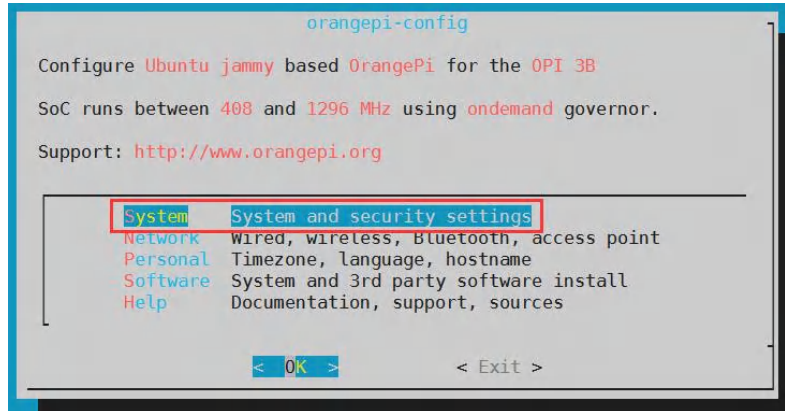 orangepi-config
Configure Ubuntu jammy based OrangePi for the OPI 3B
SoC runs between 408 and 1296 MHz using ondemand governor.
Support: http://www.orangepi.org
System System and security settings
Network Wired, wireless, Bluetooth, access point
Personal Timezone, language, hostname
Software System and 3rd party software install
Help Documentation, support, sources
< OK > < Exit >